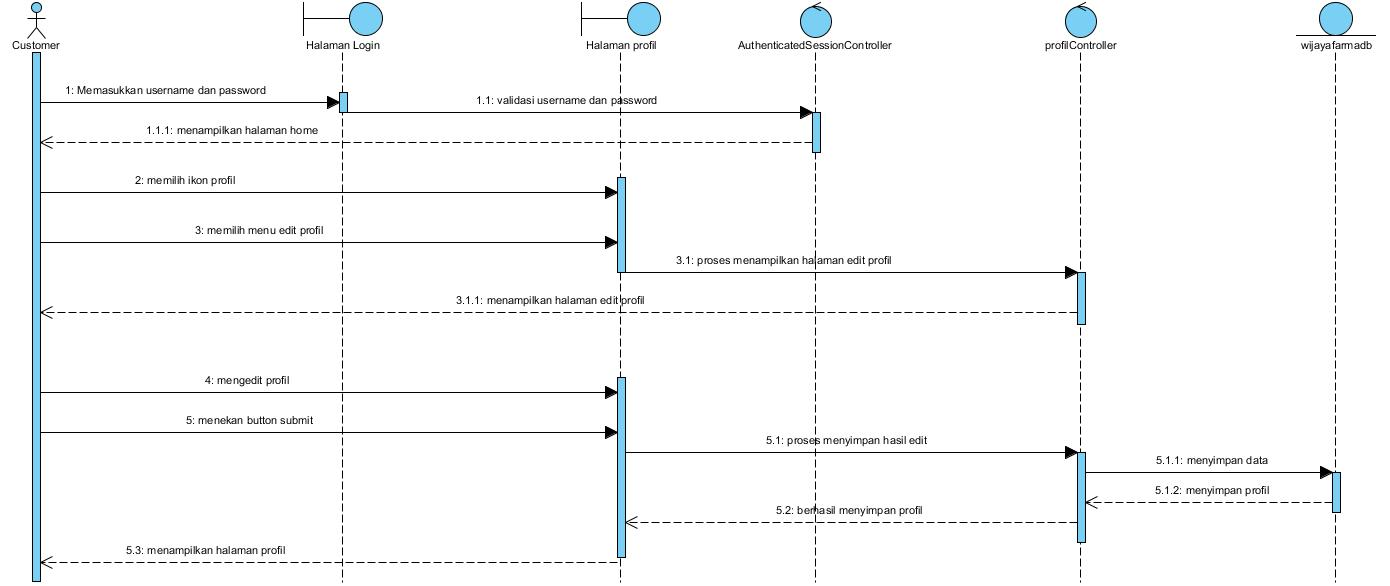 Customer
Halaman Login
Halaman profil
AuthenticatedSessionController
profilController
wijayafarmadb
1: Memasukkan username dan password
1.1: validasi username dan password
1.1.1: menampilkan halaman home
2: memilih ikon profil
3: memilih menu edit profil
3.1: proses menampilkan halaman edit profil
3.1.1: menampilkan halaman edit profil
4: mengedit profil
5: menekan button submit
5.1: proses menyimpan hasil edit
5.1.1: menyimpan data
5.1.2: menyimpan profil
5.2: berhasil menyimpan profil
5.3: menampilkan halaman profil